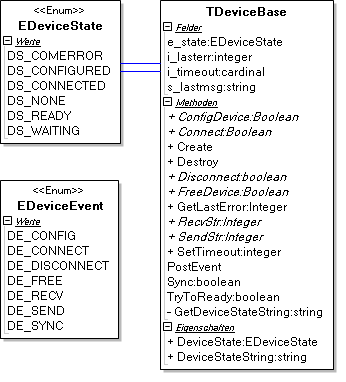 <<Enum>>
EDeviceState
Werte
DS_COMERROR
DS_CONFIGURED
DS_CONNECTED
DS_NONE
DS_READY
DS_WAITING
<<Enum>>
EDeviceEvent
Werte
DE_CONFIG
DE_CONNECT
DE_DISCONNECT
DE_FREE
DE_RECV
DE_SEND
DE_SYNC
TDeviceBase
Felder
e_state:EDeviceState
i_lasterr:integer
i_timeout:cardinal
s_lastmsg:string
Methoden
+ ConfigDevice:Boolean
+ Connect:Boolean
+ Create
+ Destroy
+ Disconnect:boolean
+ FreeDevice:Boolean
+ GetLastError:Integer
+ RecvStr:Integer
+ SendStr:Integer
+ SetTimeout:integer
PostEvent
Sync:boolean
TryToReady:boolean
- GetDeviceStateString:string
Eigenschaften
+ DeviceState:EDeviceState
+ DeviceStateString:string